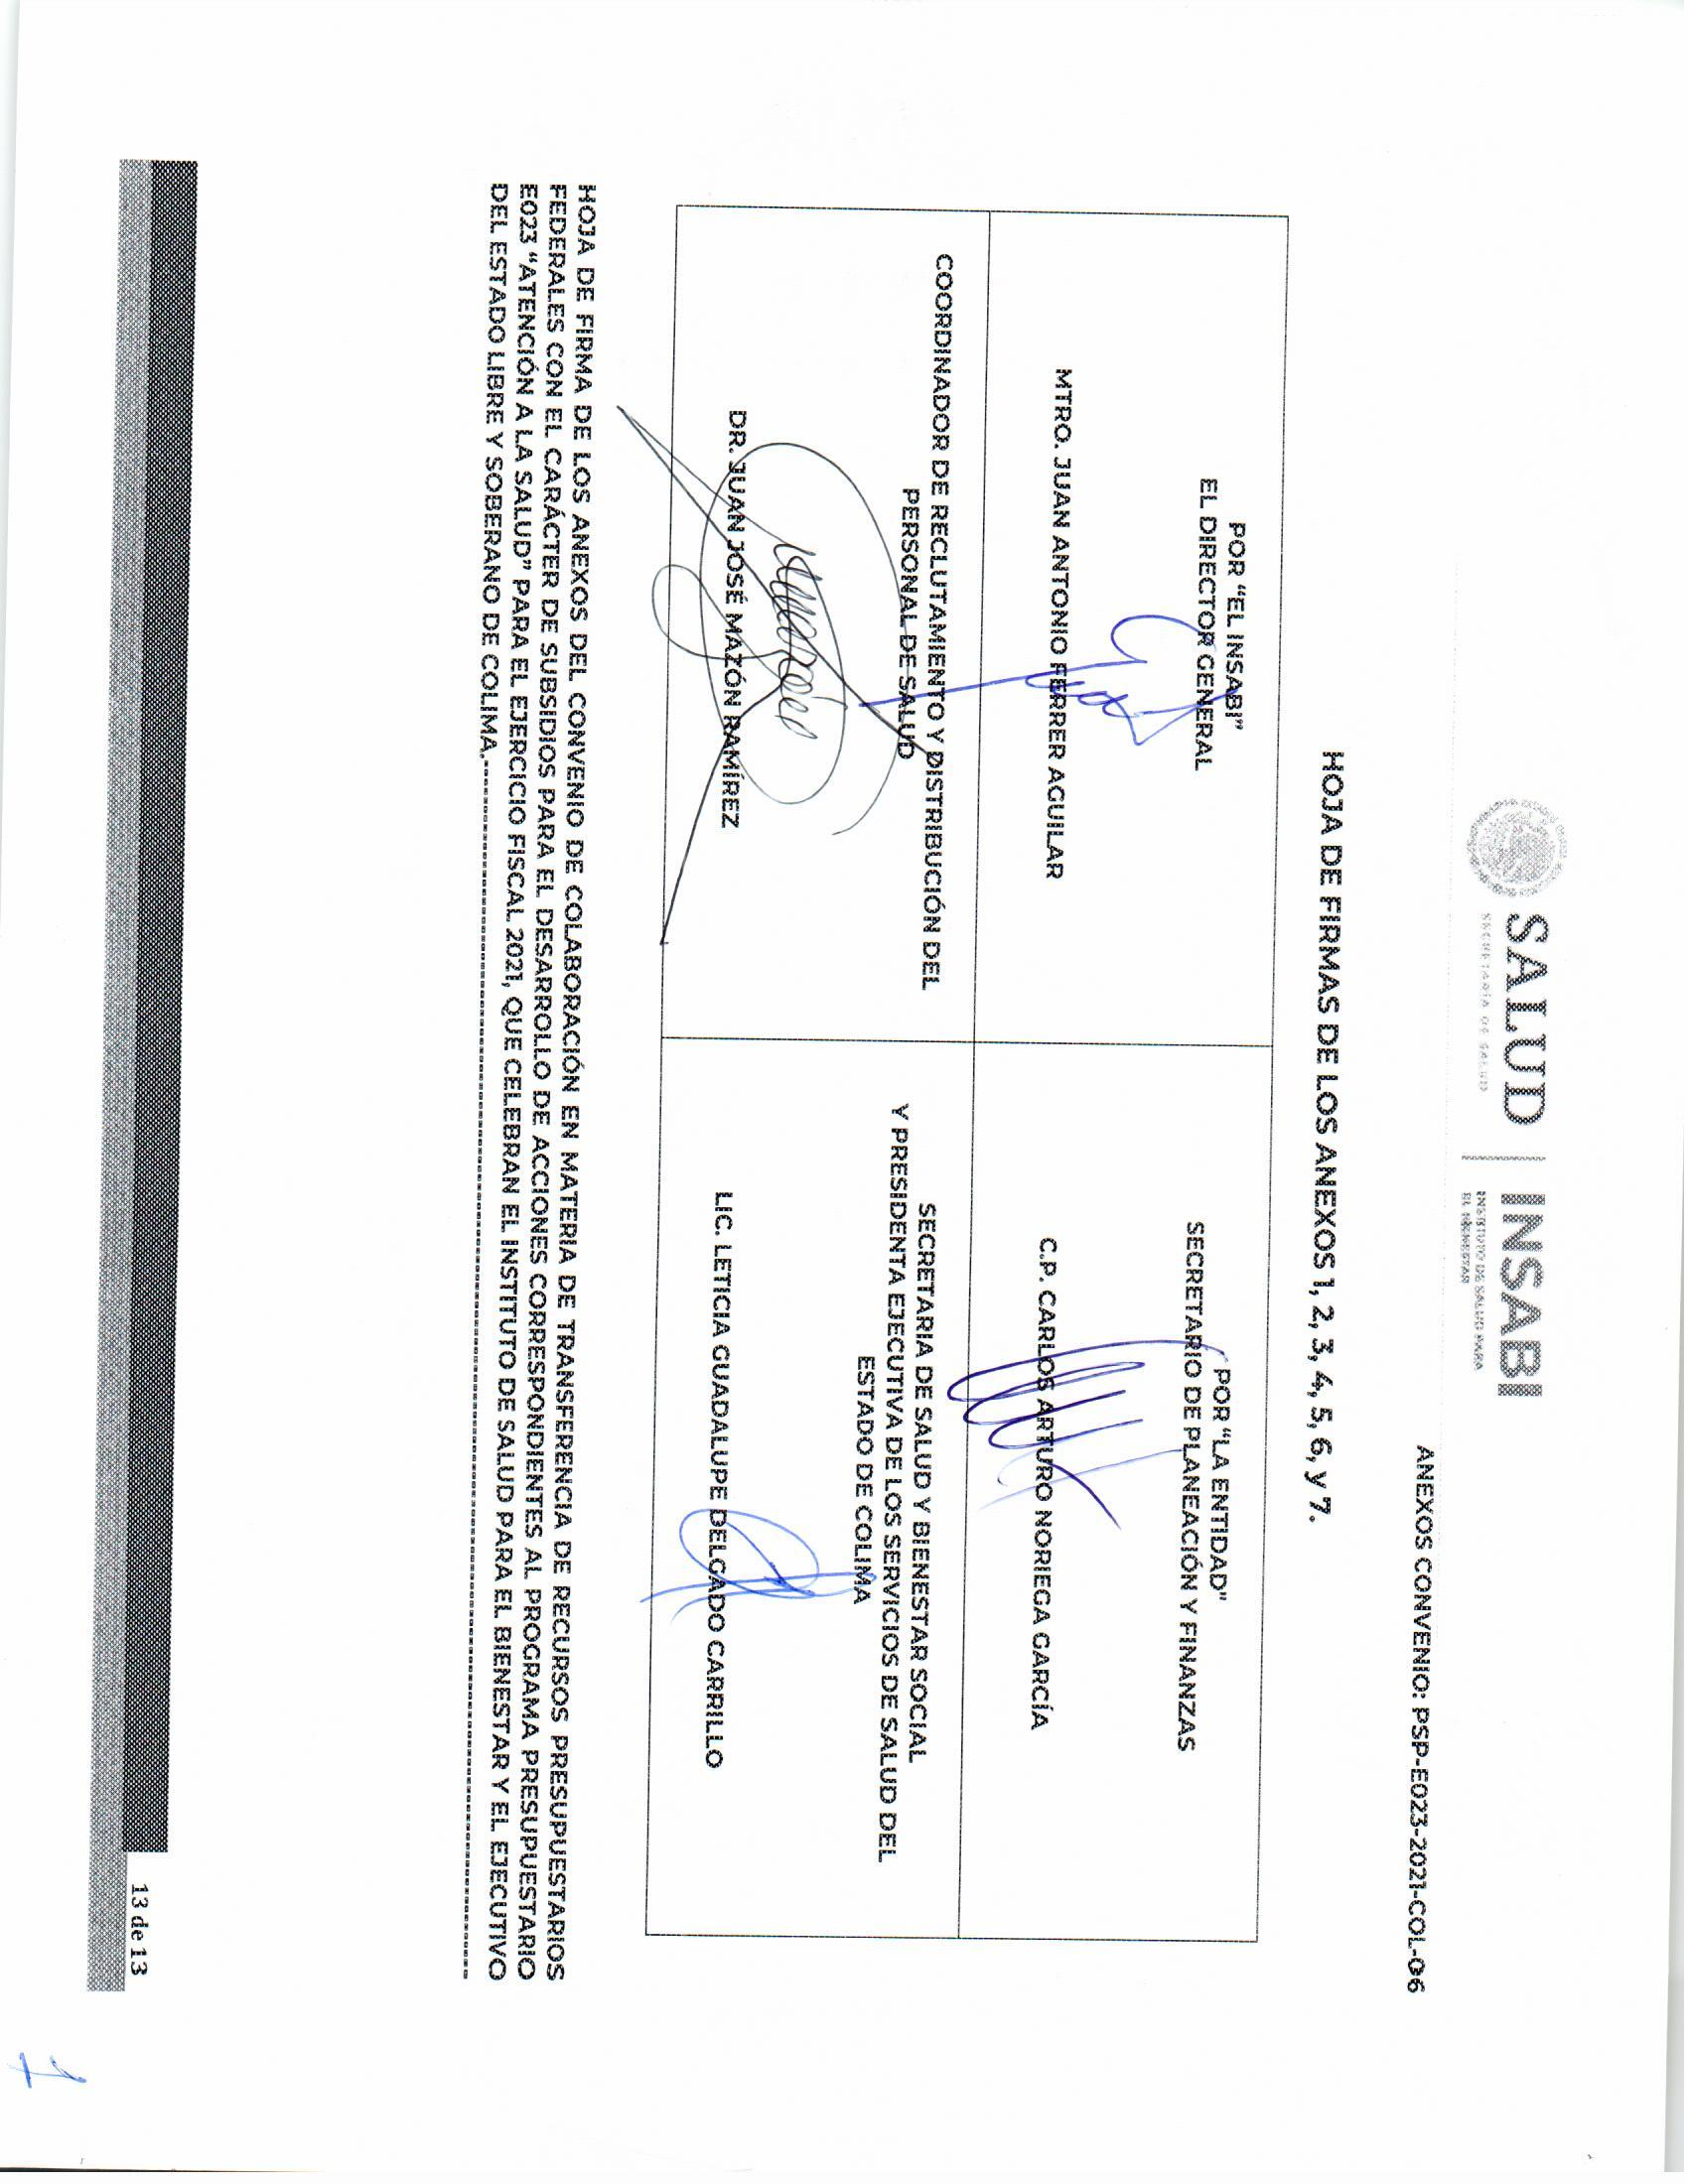 SALUD
SECRETARÍA DE SALUD
INSABI
INSTITUTO DE SALUD PARA
EL BIENESTAR
ANEXOS CONVENIO: PSP-E023-2021-COL-06
HOJA DE FIRMAS DE LOS ANEXOS 1, 2, 3, 4, 5, 6, y 7.
POR “EL INSABI”
EL DIRECTOR GENERAL
MTRO. JUAN ANTONIO FERRER AGUILAR
POR “LA ENTIDAD”
SECRETARIO DE PLANEACIÓN Y FINANZAS
C.P. CARLOS ARTURO NORIEGA GARCÍA
COORDINADOR DE RECLUTAMIENTO Y DISTRIBUCIÓN DEL
PERSONAL DE SALUD
DR. JUAN JOSÉ MAZÓN RAMÍREZ
SECRETARIA DE SALUD Y BIENESTAR SOCIAL
Y PRESIDENTA EJECUTIVA DE LOS SERVICIOS DE SALUD DEL
ESTADO DE COLIMA
LIC. LETICIA GUADALUPE DELGADO CARRILLO
HOJA DE FIRMA DE LOS ANEXOS DEL CONVENIO DE COLABORACIÓN EN MATERIA DE TRANSFERENCIA DE RECURSOS PRESUPUESTARIOS
FEDERALES CON EL CARÁCTER DE SUBSIDIOS PARA EL DESARROLLO DE ACCIONES CORRESPONDIENTES AL PROGRAMA PRESUPUESTARIO
E023 “ATENCIÓN A LA SALUD” PARA EL EJERCICIO FISCAL 2021, QUE CELEBRAN EL INSTITUTO DE SALUD PARA EL BIENESTAR Y EL EJECUTIVO
DEL ESTADO LIBRE Y SOBERANO DE COLIMA.
13 de 13